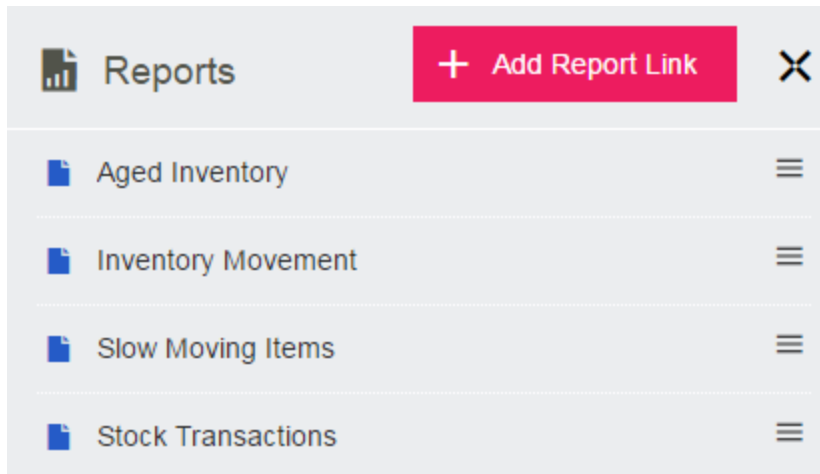 Reports
+ Add Report Link
Aged Inventory
Inventory Movement
Slow Moving Items
Stock Transactions